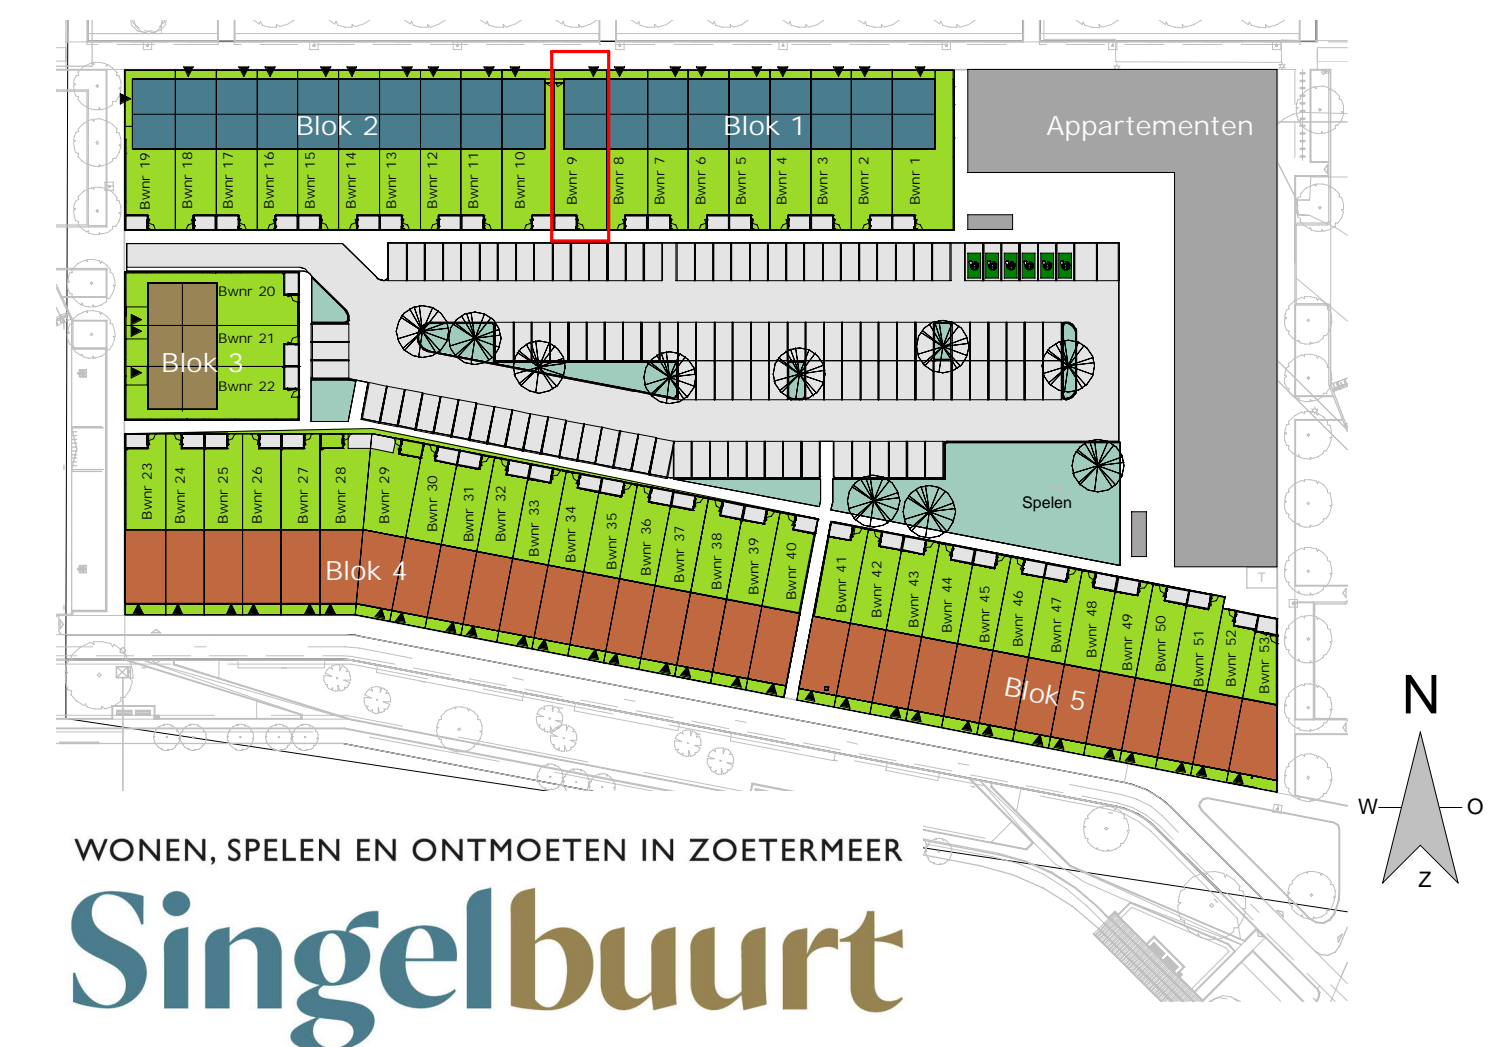 Blok 2
Blok 1
Appartementen
Bwnr 19
Bwnr 18
Bwnr 17
Bwnr 16
Bwnr 15
Bwnr 14
Bwnr 13
Bwnr 12
Bwnr 11
Bwnr 10
Bwnr 9
Bwnr 8
Bwnr 7
Bwnr 6
Bwnr 5
Bwnr 4
Bwnr 3
Bwnr 2
Bwnr 1
Bwnr 20
Bwnr 21
Blok 3
Bwnr 22
Bwnr 23
Bwnr 24
Bwnr 25
Bwnr 26
Bwnr 27
Bwnr 28
Bwnr 29
Bwnr 30
Bwnr 31
Bwnr 32
Bwnr 33
Bwnr 34
Bwnr 35
Bwnr 36
Bwnr 37
Bwnr 38
Bwnr 39
Bwnr 40
Spelen
Blok 4
Bwnr 41
Bwnr 42
Bwnr 43
Bwnr 44
Bwnr 45
Bwnr 46
Bwnr 47
Bwnr 48
Bwnr 49
Bwnr 50
Bwnr 51
Bwnr 52
Bwnr 53
T
Blok 5
N
W
O
Z
WONEN, SPELEN EN ONTMOETEN IN ZOETERMEER
Singelbuurt